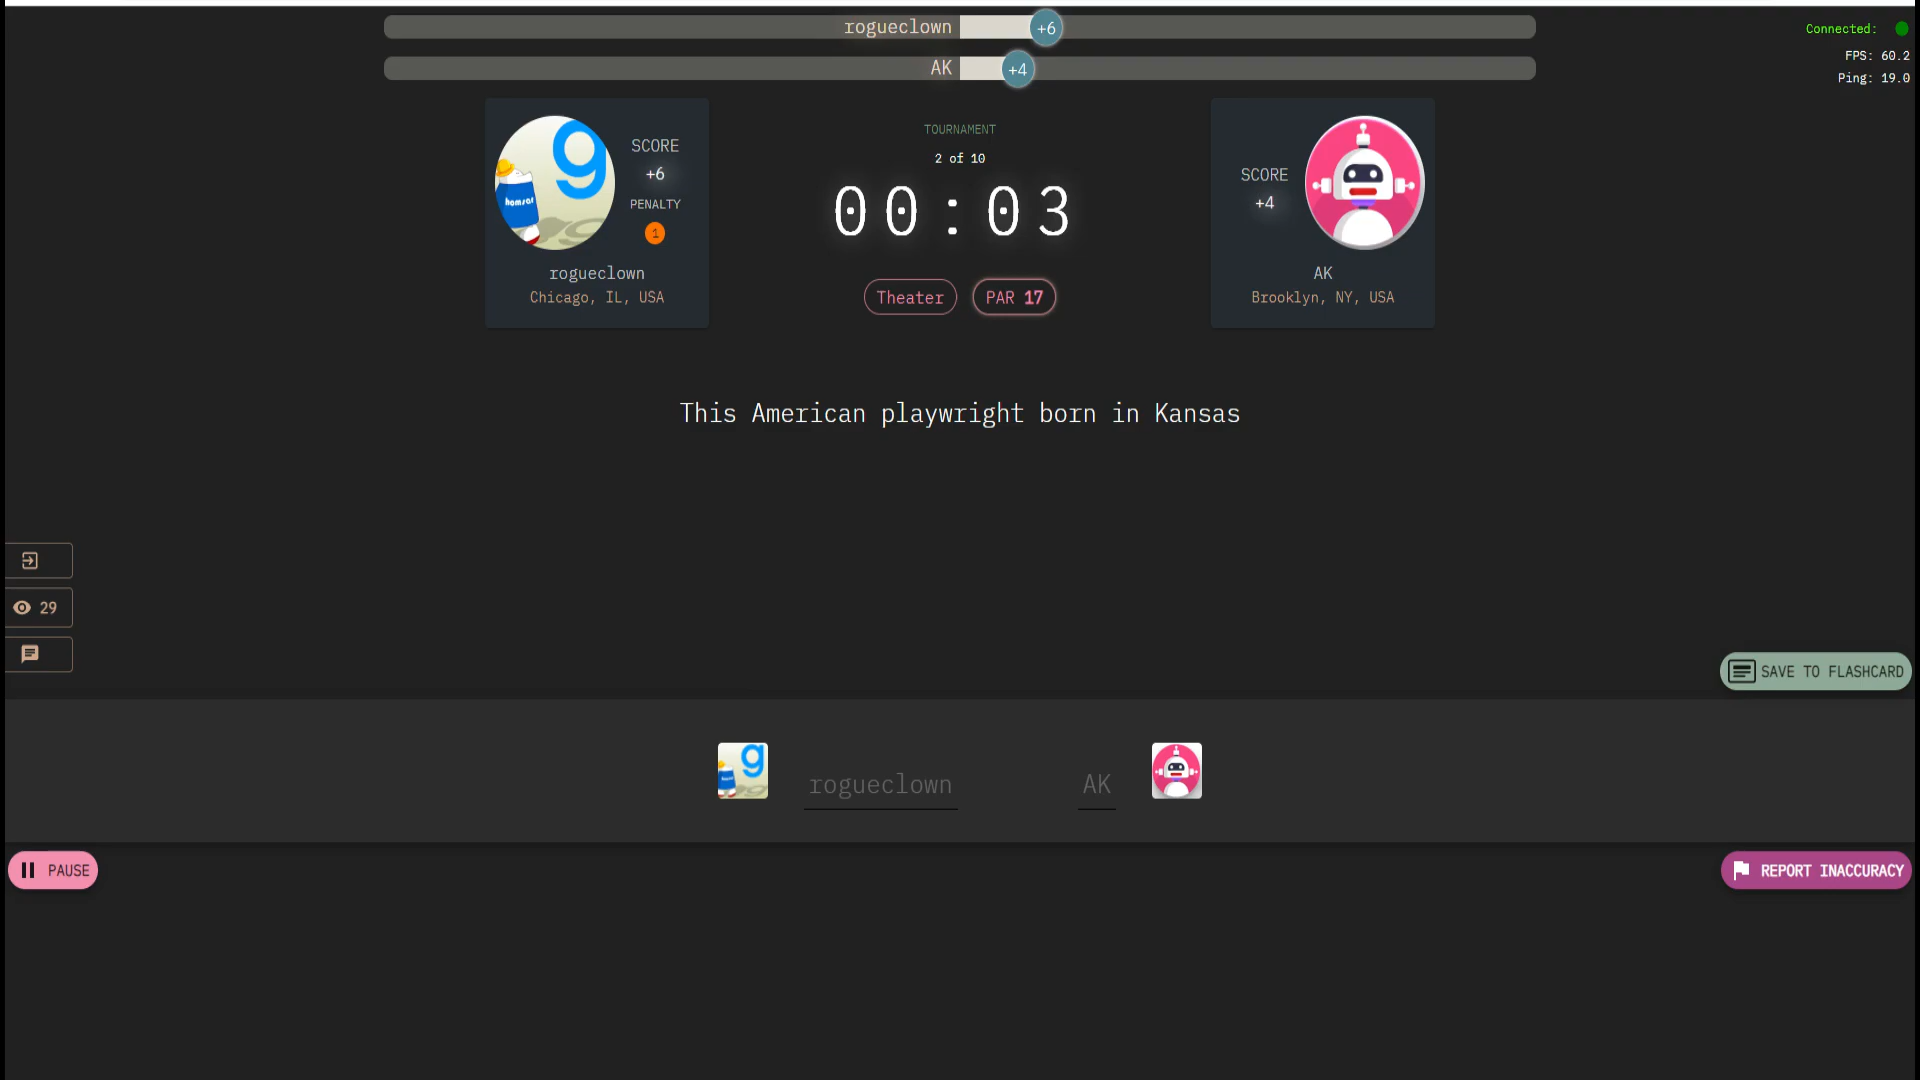 rogueclown +6
AK +4
Connected:
FPS: 60.2
Ping: 19.0
g
homsar
SCORE
+6
PENALTY
1
rogueclown
Chicago, IL, USA
TOURNAMENT
2 of 10
00:03
Theater
PAR 17
SCORE
+4
AK
Brooklyn, NY, USA
This American playwright born in Kansas
29
SAVE TO FLASHCARD
g
rogueclown
AK
PAUSE
REPORT INACCURACY